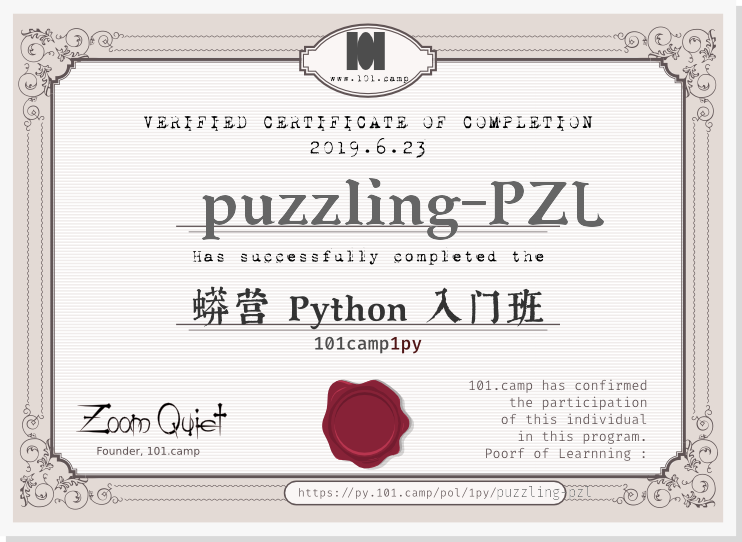 101
www.101.camp
VERIFIED CERTIFICATE OF COMPLETION
2019.6.23
puzzling-PZL
Has successfully completed the
蟒营 Python 入门班
101camp1py
Zoom Quiet
Founder, 101.camp
101.camp has confirmed
the participation
of this individual
in this program.
Poorf of Learnning :
https://py.101.camp/pol/1py/puzzling-pzl